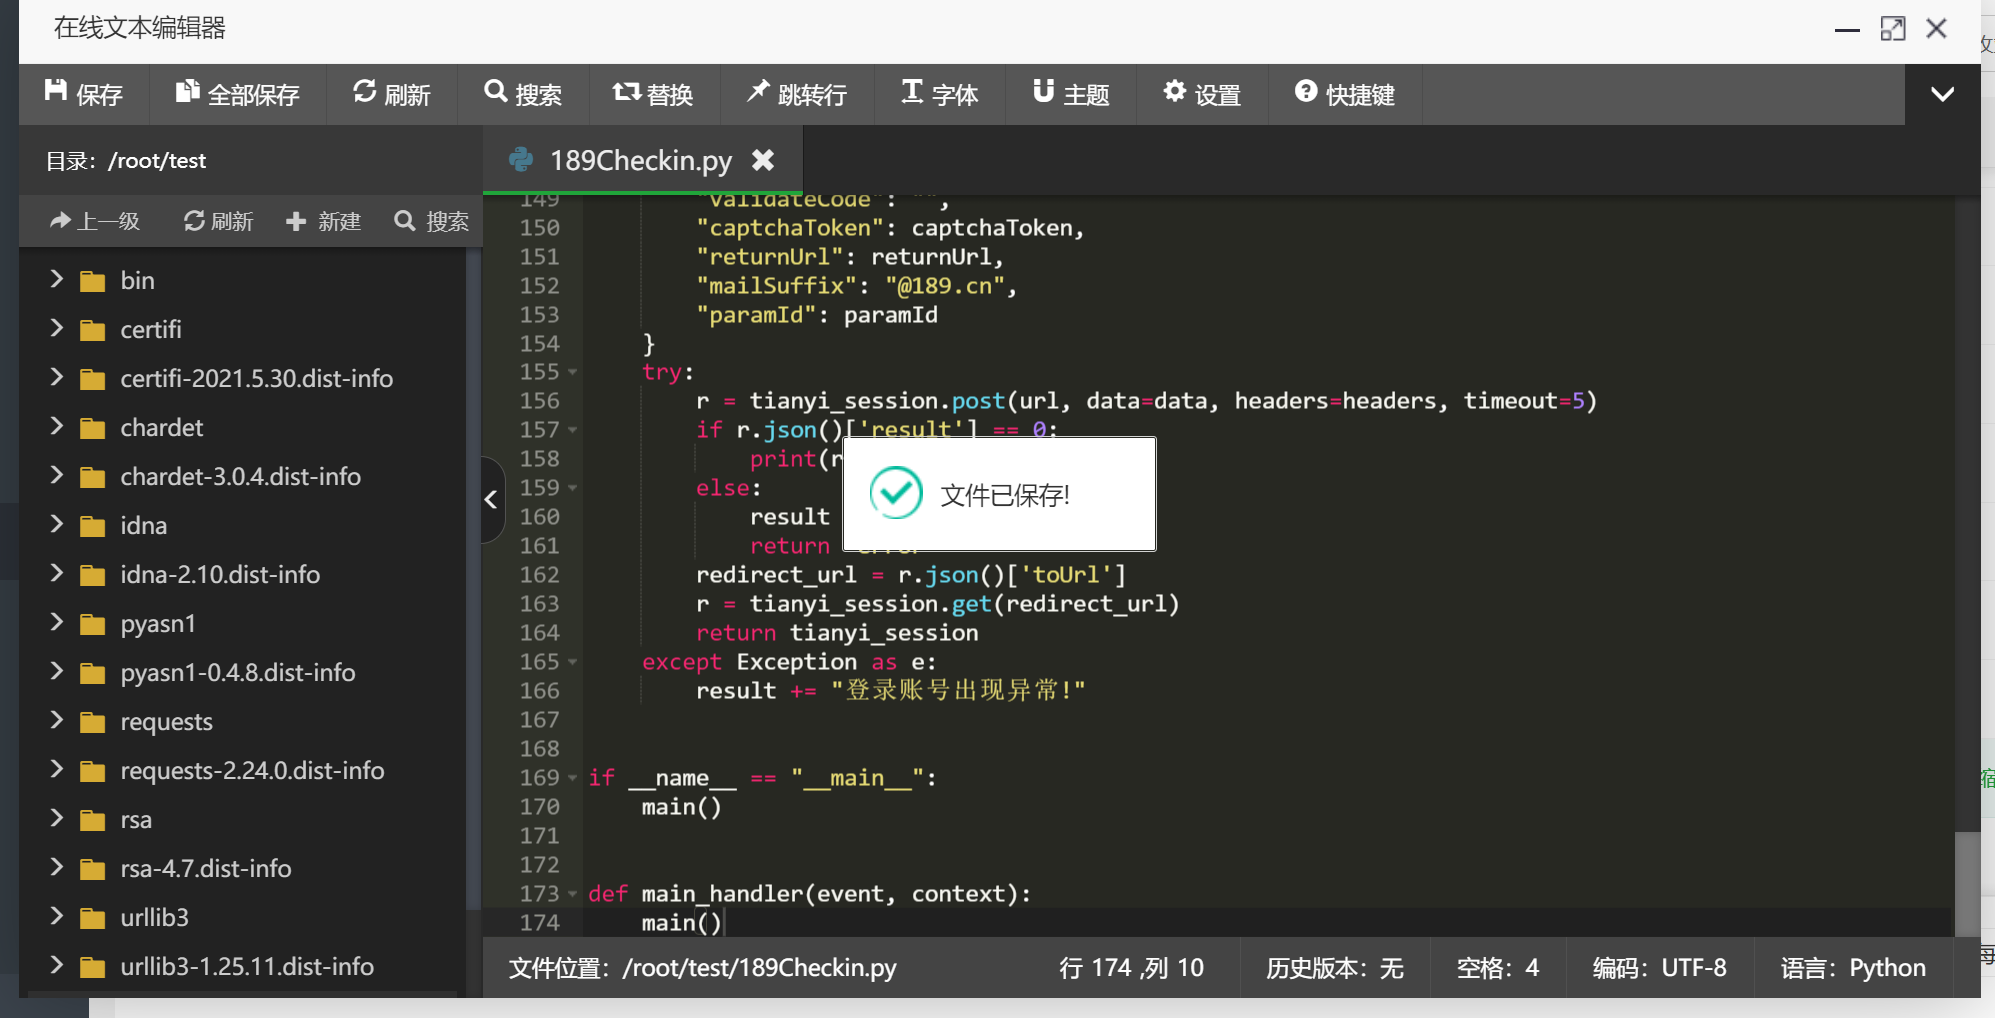 在线文本编辑器
保存 全部保存 刷新 搜索 替换 跳转行 字体 主题 设置 快捷键
目录：/root/test
189Checkin.py
上一级 刷新 新建 搜索
bin
certifi
certifi-2021.5.30.dist-info
chardet
chardet-3.0.4.dist-info
idna
idna-2.10.dist-info
pyasn1
pyasn1-0.4.8.dist-info
requests
requests-2.24.0.dist-info
rsa
rsa-4.7.dist-info
urllib3
urllib3-1.25.11.dist-info
149 "validateCode": "",
150 "captchaToken": captchaToken,
151 "returnUrl": returnUrl,
152 "mailSuffix": "@189.cn",
153 "paramId": paramId
154 }
155 try:
156 r = tianyi_session.post(url, data=data, headers=headers, timeout=5)
157 if r.json()['result'] == 0:
158 print(r
159 else:
160 result
161 return
162 redirect_url = r.json()['toUrl']
163 r = tianyi_session.get(redirect_url)
164 return tianyi_session
165 except Exception as e:
166 result += "登录账号出现异常!"
167
168
169 if __name__ == "__main__":
170 main()
171
172
173 def main_handler(event, context):
174 main()
文件已保存!
文件位置：/root/test/189Checkin.py 行 174 ,列 10 历史版本：无 空格：4 编码：UTF-8 语言：Python